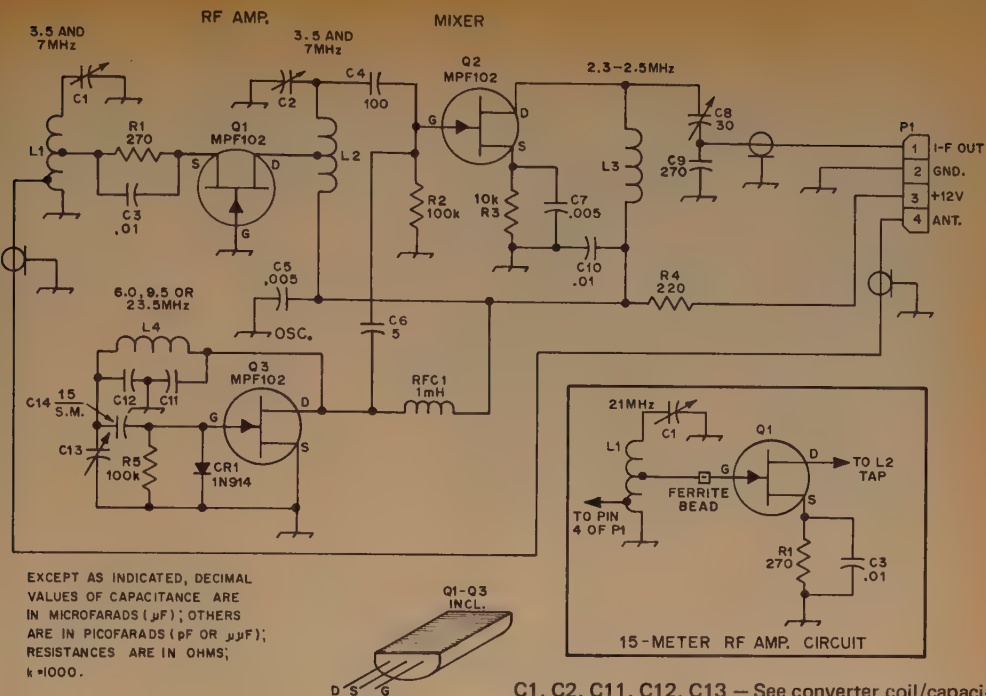 RF AMP.
MIXER
3.5 AND
7MHz
C1
L1
R1
270
C3
.01
Q1
MPF102
S
D
G
3.5 AND
7MHz
C2
L2
C4
100
Q2
MPF102
G
D
S
R2
100k
10k
R3
C7
.005
C10
.01
2.3-2.5MHz
L3
C8
30
C9
270
P1
1 I-F OUT
2 GND.
3 +12V
4 ANT.
R4
220
C5
.005
OSC.
C6
5
RFC1
1mH
6.0, 9.5 OR
23.5MHz
L4
C12
C11
C14
15
S.M.
C13
R5
100k
CR1
1N914
Q3
MPF102
G
D
S
21MHz
C1
L1
Q1
G
D
S
FERRITE
BEAD
TO L2
TAP
TO PIN
4 OF P1
R1
270
C3
.01
15-METER RF AMP. CIRCUIT
EXCEPT AS INDICATED, DECIMAL
VALUES OF CAPACITANCE ARE
IN MICROFARADS (µF); OTHERS
ARE IN PICOFARADS (pF OR µµF);
RESISTANCES ARE IN OHMS;
k=1000.
Q1-Q3
INCL.
D S G
C1, C2, C11, C12, C13 — See converter coil/capaci